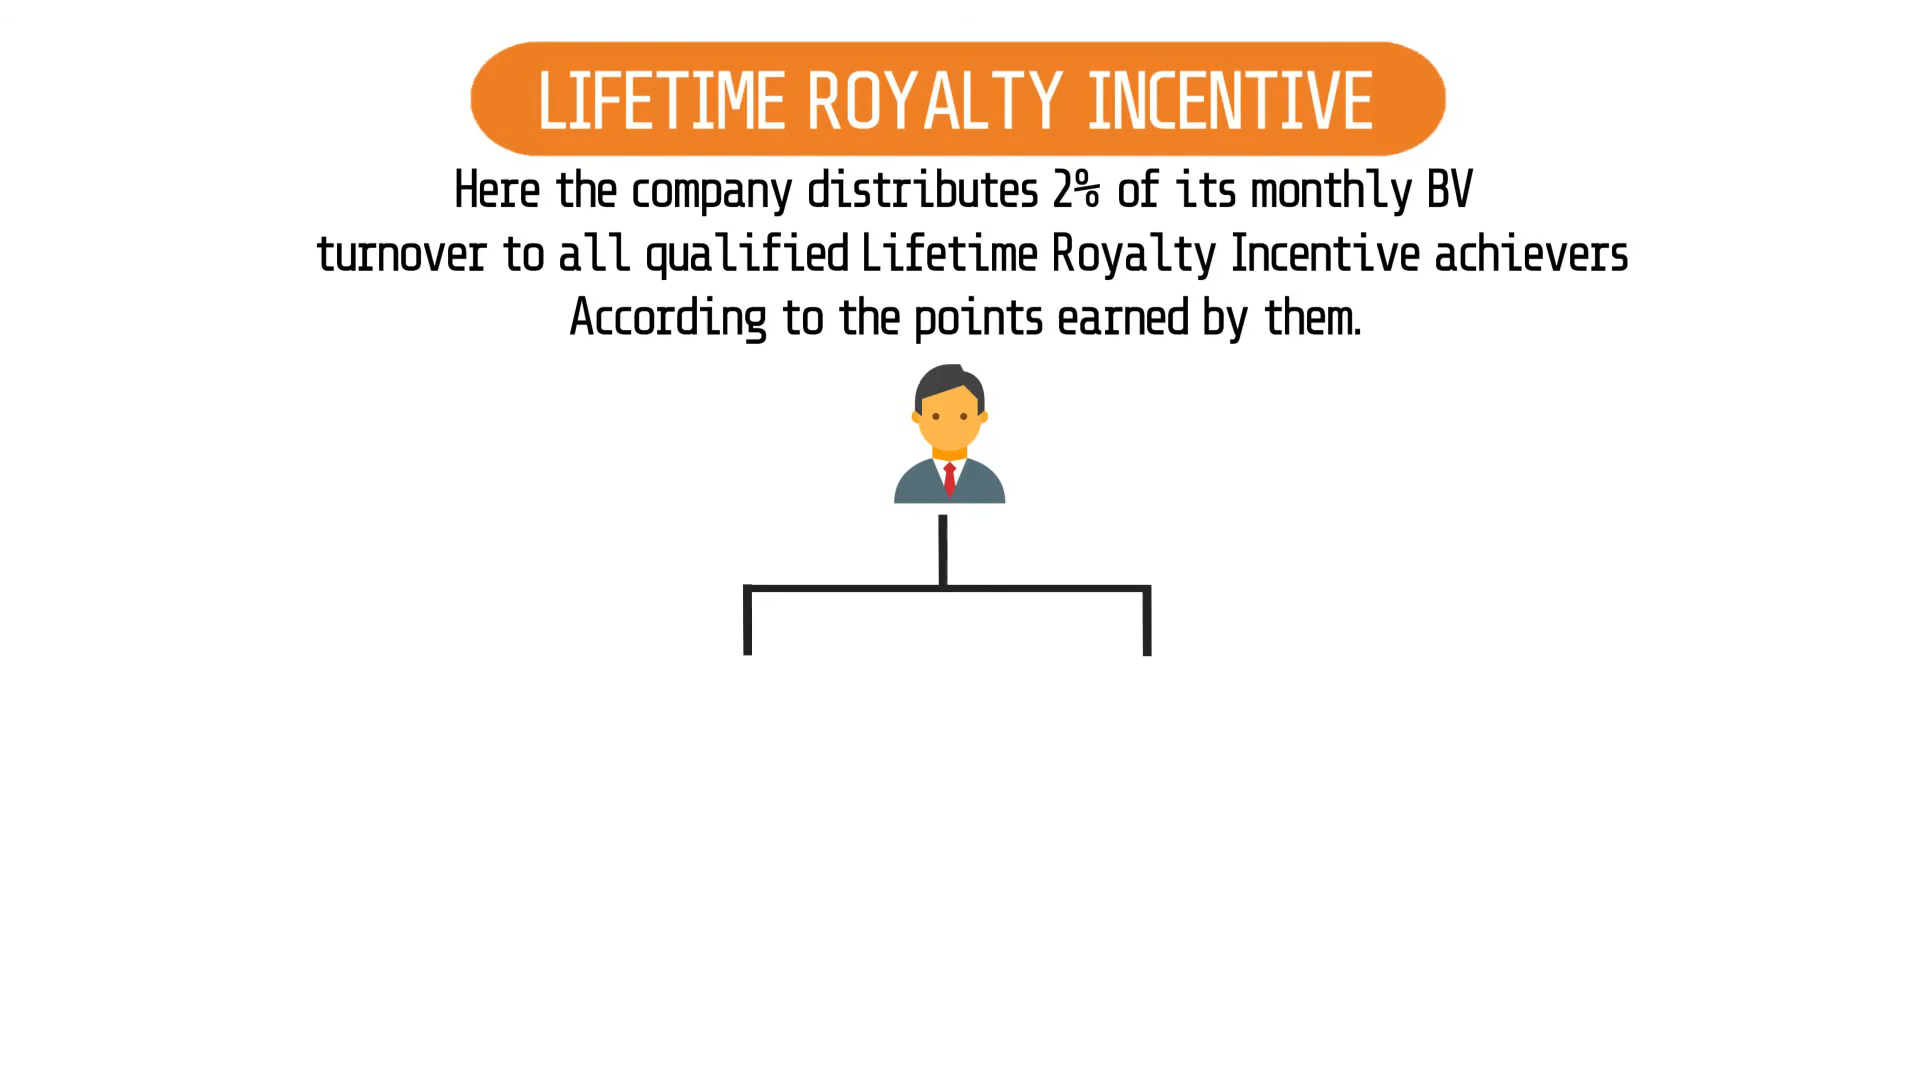 LIFETIME ROYALTY INCENTIVE
Here the company distributes 2% of its monthly BV
turnover to all qualified Lifetime Royalty Incentive achievers
According to the points earned by them.